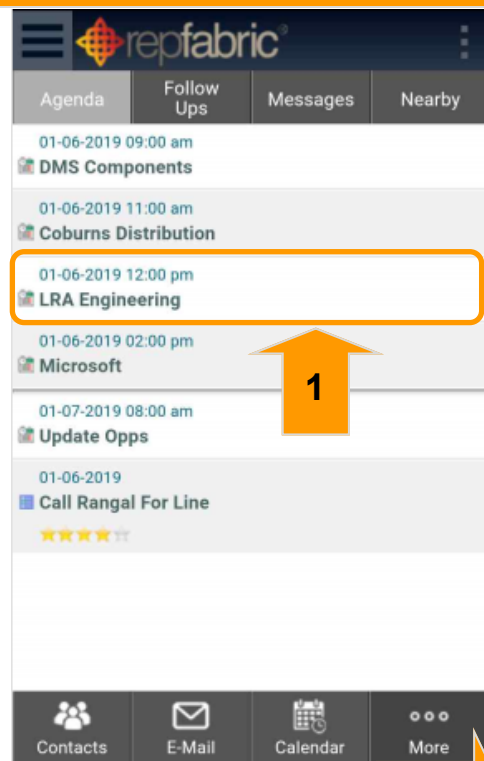 repfabric®
Agenda Follow Ups Messages Nearby
01-06-2019 09:00 am
DMS Components
01-06-2019 11:00 am
Coburns Distribution
01-06-2019 12:00 pm
LRA Engineering
01-06-2019 02:00 pm
Microsoft
1
01-07-2019 08:00 am
Update Opps
01-06-2019
Call Rangal For Line
Contacts E-Mail Calendar More